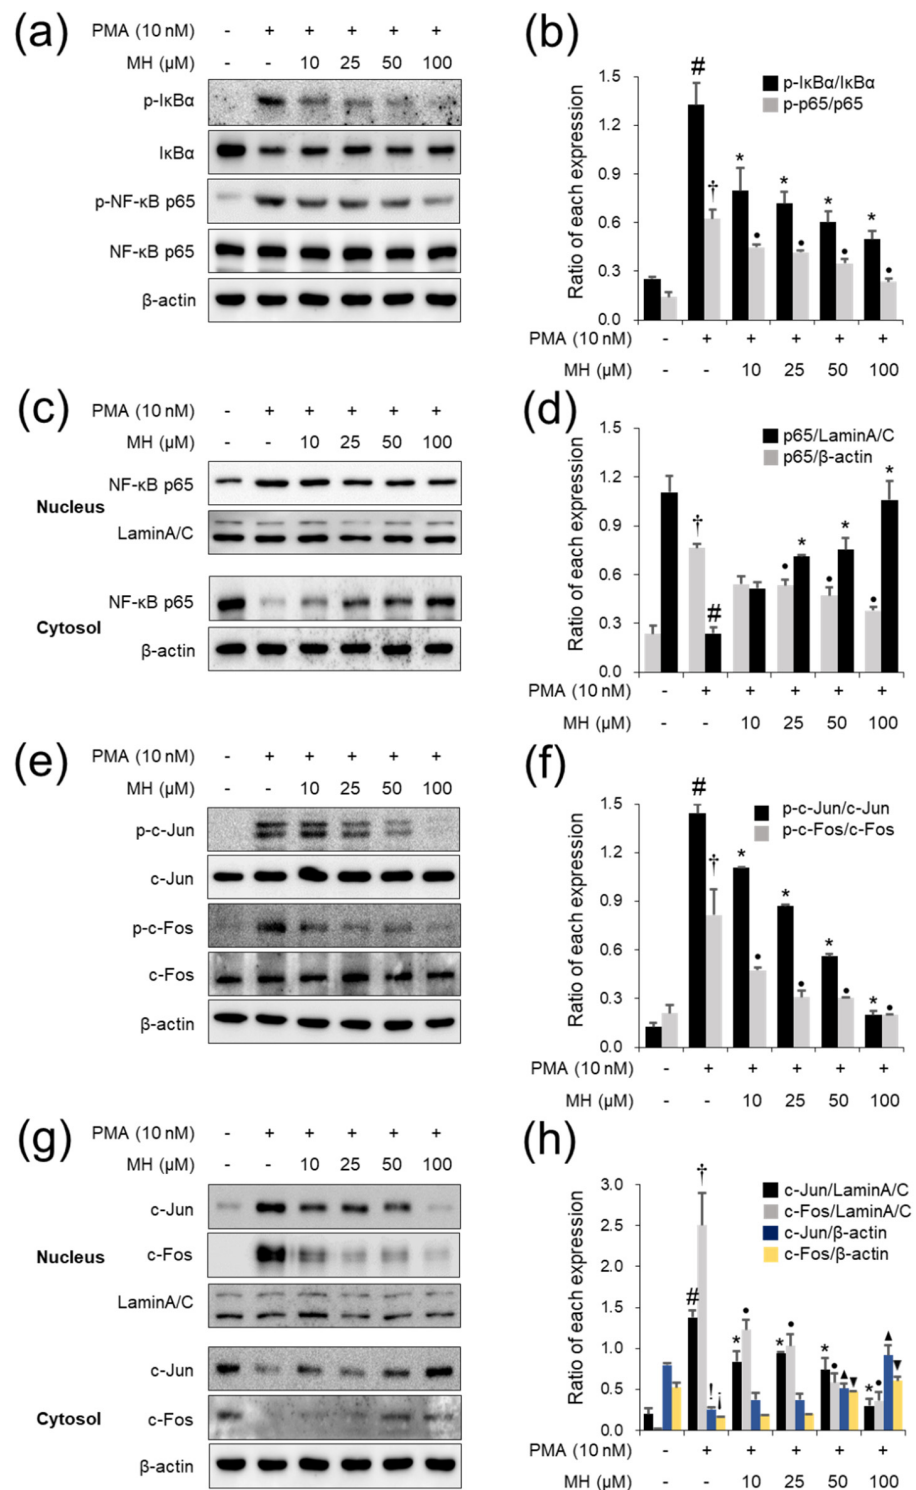 (a)
PMA (10 nM) - + + + + +
MH (µM) - - 10 25 50 100
p-IκBα
IκBα
p-NF-κB p65
NF-κB p65
β-actin
(b)
Ratio of each expression
1.5
1.2
0.9
0.6
0.3
0.0
p-IκBα/IκBα
p-p65/p65
# † * • * • * • * •
PMA (10 nM) - + + + + +
MH (µM) - - 10 25 50 100
(c)
PMA (10 nM) - + + + + +
MH (µM) - - 10 25 50 100
Nucleus
NF-κB p65
LaminA/C
Cytosol
NF-κB p65
β-actin
(d)
Ratio of each expression
1.5
1.2
0.9
0.6
0.3
0.0
p65/LaminA/C
p65/β-actin
† # • * • * • *
PMA (10 nM) - + + + + +
MH (µM) - - 10 25 50 100
(e)
PMA (10 nM) - + + + + +
MH (µM) - - 10 25 50 100
p-c-Jun
c-Jun
p-c-Fos
c-Fos
β-actin
(f)
Ratio of each expression
1.5
1.2
0.9
0.6
0.3
0.0
p-c-Jun/c-Jun
p-c-Fos/c-Fos
# † * • * • * • * •
PMA (10 nM) - + + + + +
MH (µM) - - 10 25 50 100
(g)
PMA (10 nM) - + + + + +
MH (µM) - - 10 25 50 100
Nucleus
c-Jun
c-Fos
LaminA/C
Cytosol
c-Jun
c-Fos
β-actin
(h)
Ratio of each expression
3.0
2.5
2.0
1.5
1.0
0.5
0.0
c-Jun/LaminA/C
c-Fos/LaminA/C
c-Jun/β-actin
c-Fos/β-actin
# † ! ¡ * • * • * • ▲ ▼ * • ▲ ▼
PMA (10 nM) - + + + + +
MH (µM) - - 10 25 50 100